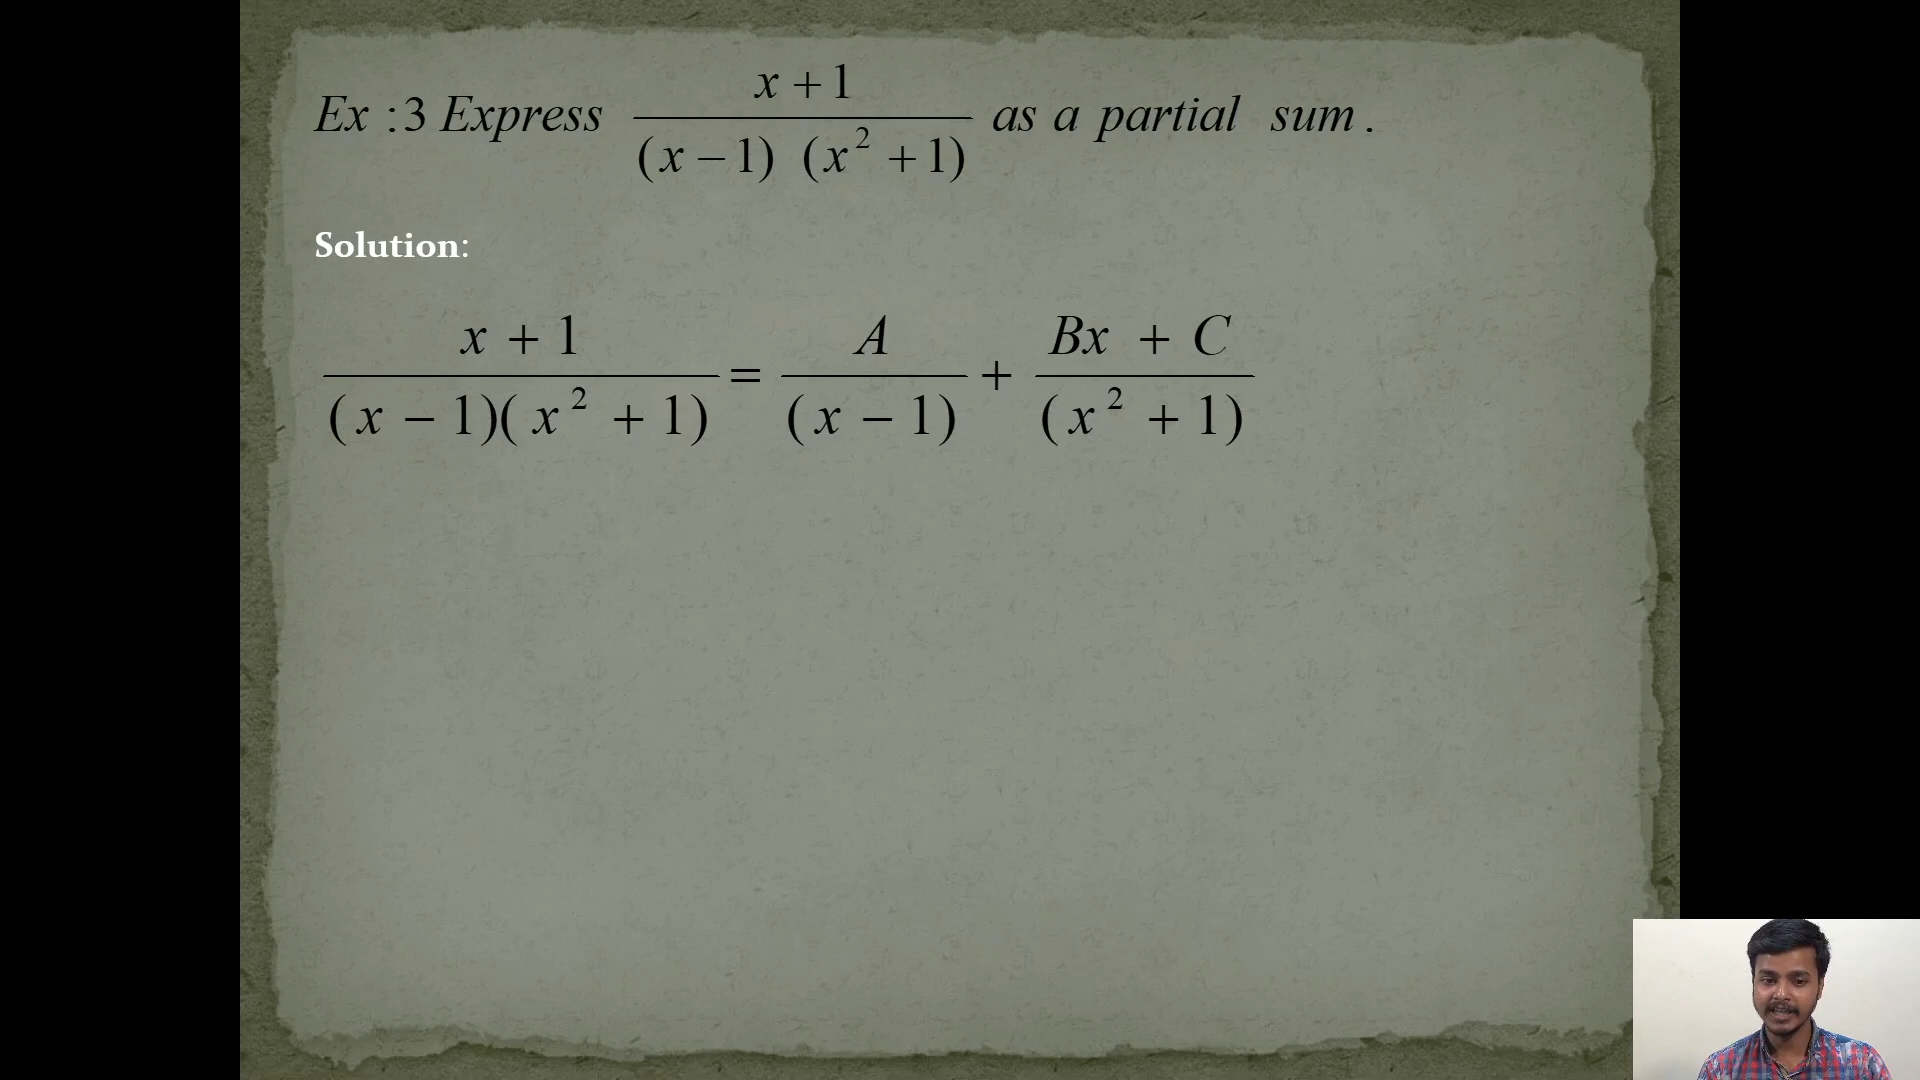 Ex :3 Express (x + 1) / ((x − 1) (x² + 1)) as a partial sum .
Solution:
(x + 1) / ((x − 1)(x² + 1)) = A / (x − 1) + (Bx + C) / (x² + 1)